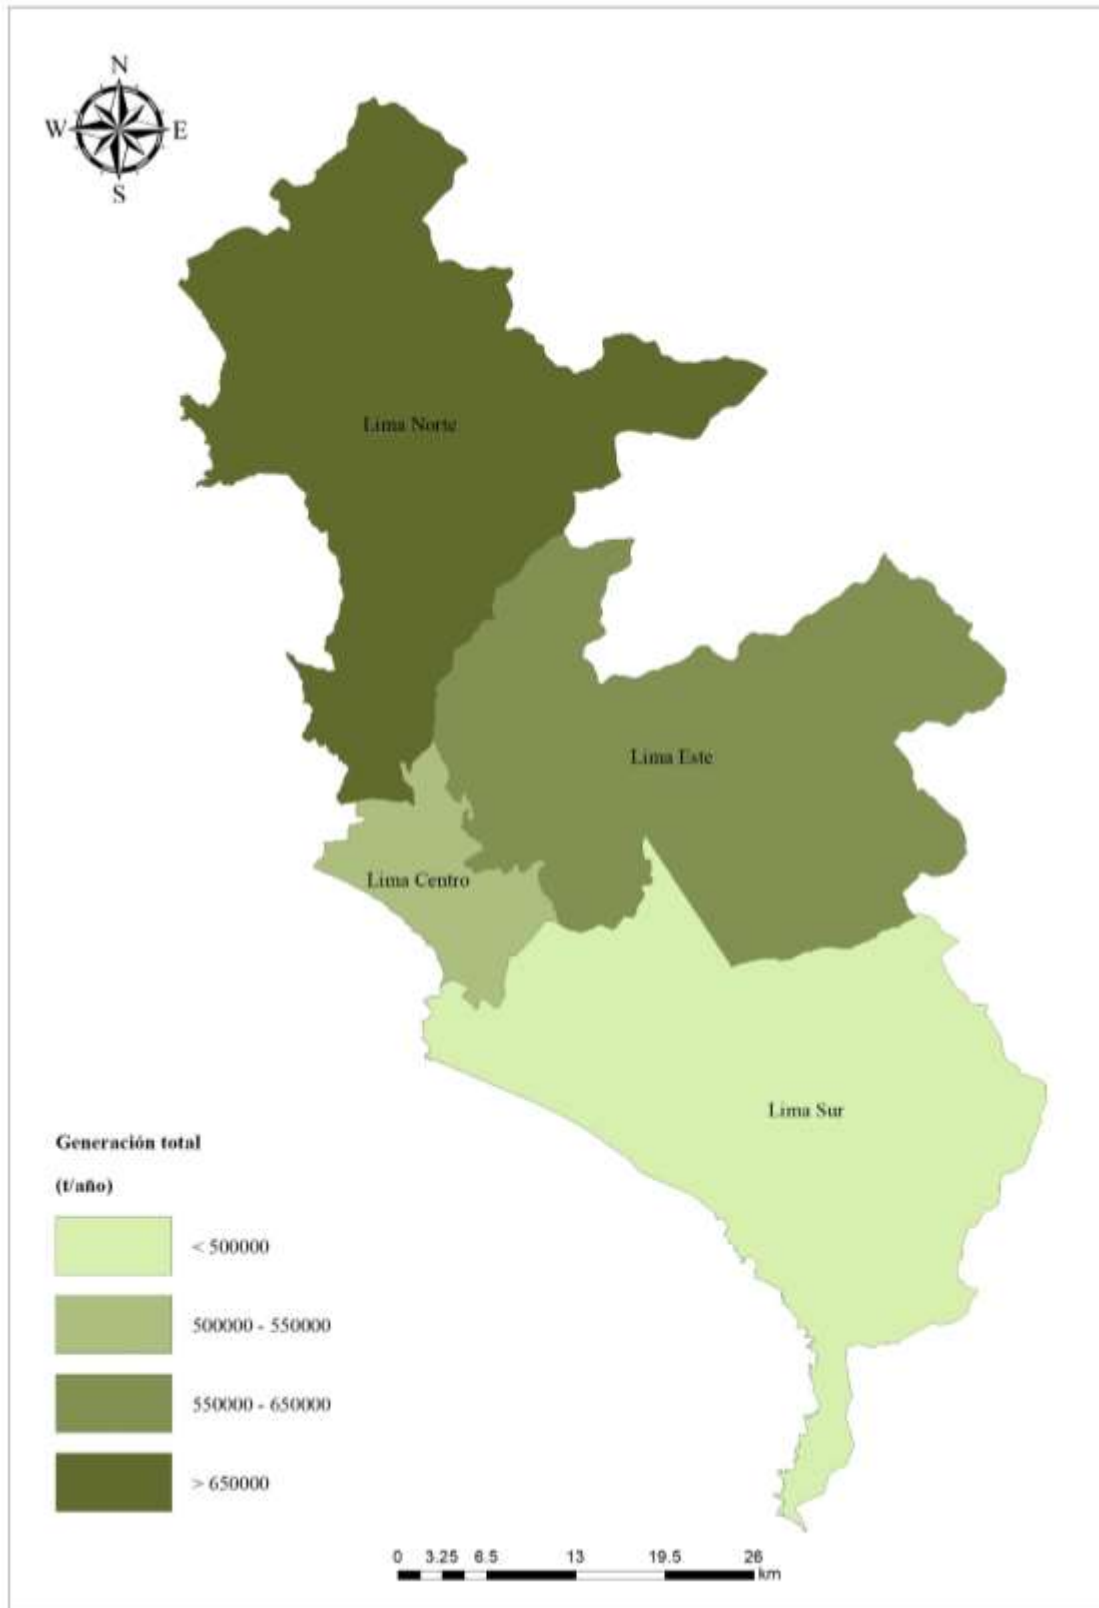 N
W E
S
Lima Norte
Lima Este
Lima Centro
Lima Sur
Generación total
(t/año)
< 500000
500000 - 550000
550000 - 650000
> 650000
0 3.25 6.5 13 19.5 26
km